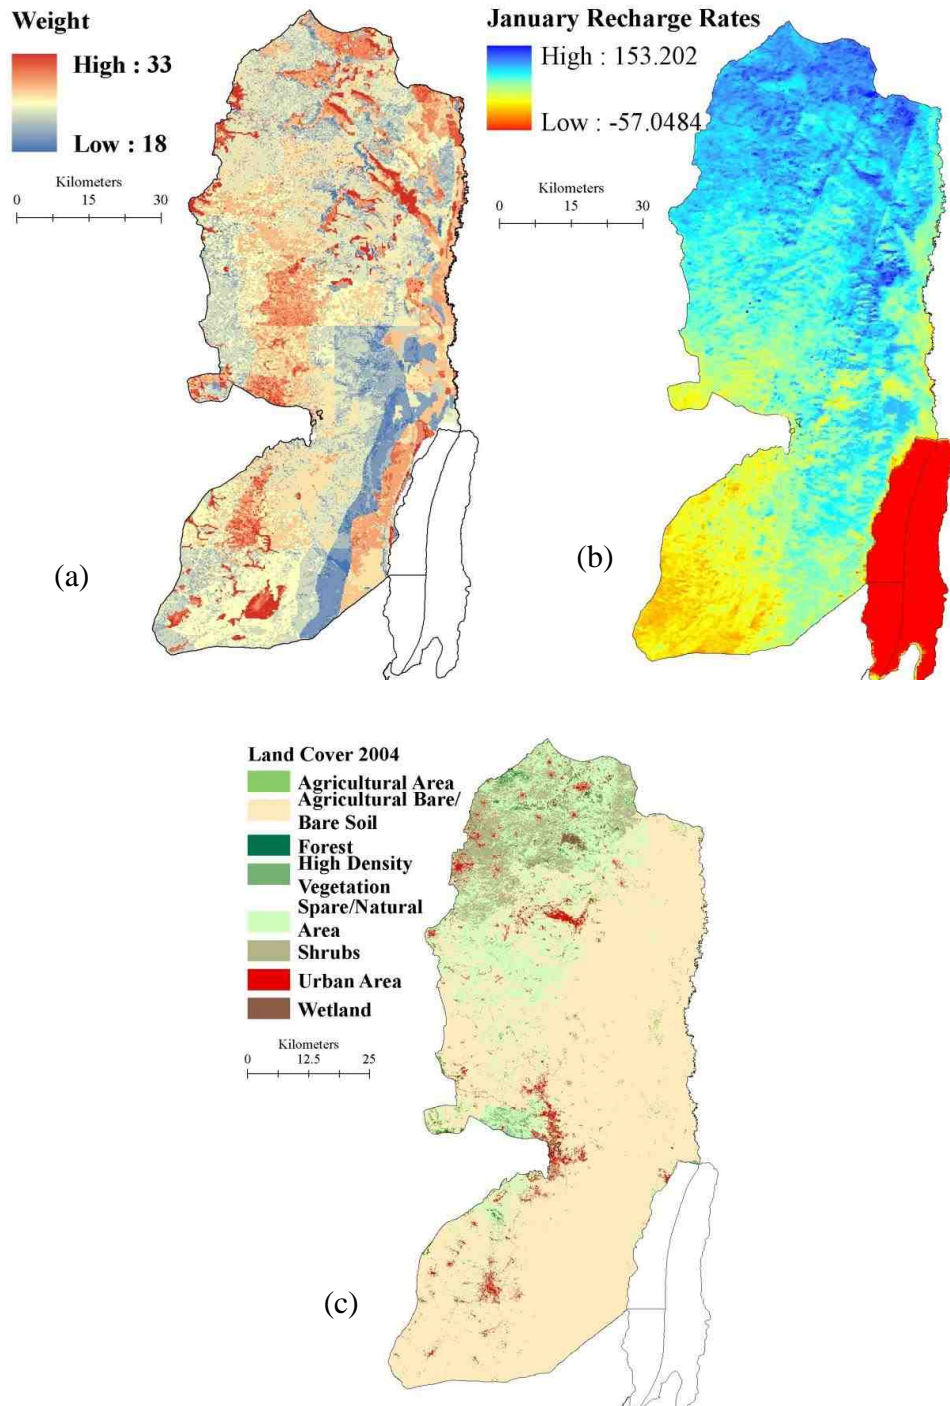 Weight
High : 33
Low : 18
Kilometers
0 15 30
(a)
January Recharge Rates
High : 153.202
Low : -57.0484
Kilometers
0 15 30
(b)
Land Cover 2004
Agricultural Area
Agricultural Bare/
Bare Soil
Forest
High Density
Vegetation
Spare/Natural
Area
Shrubs
Urban Area
Wetland
Kilometers
0 12.5 25
(c)